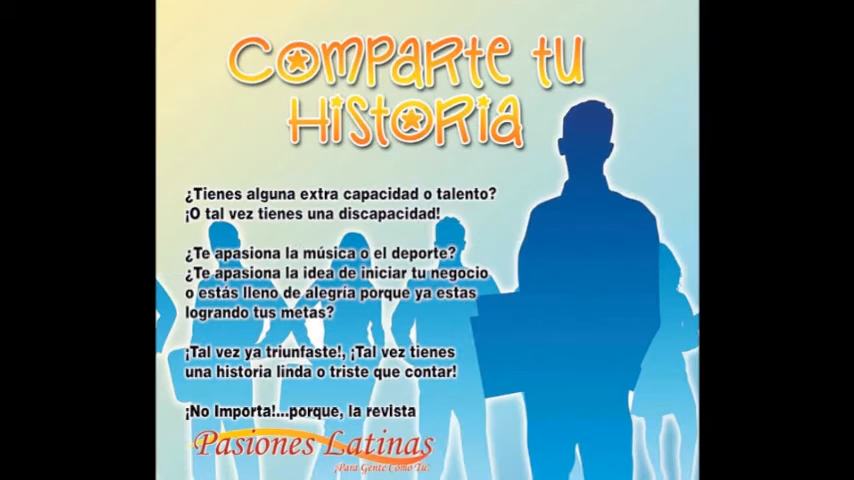 Comparte tu
Historia
¿Tienes alguna extra capacidad o talento?
¡O tal vez tienes una discapacidad!
¿Te apasiona la música o el deporte?
¿Te apasiona la idea de iniciar tu negocio
o estás lleno de alegría porque ya estas
logrando tus metas?
¡Tal vez ya triunfaste!, ¡Tal vez tienes
una historia linda o triste que contar!
¡No Importa!...porque, la revista
Pasiones Latinas
¡Para Gente Como Tu!